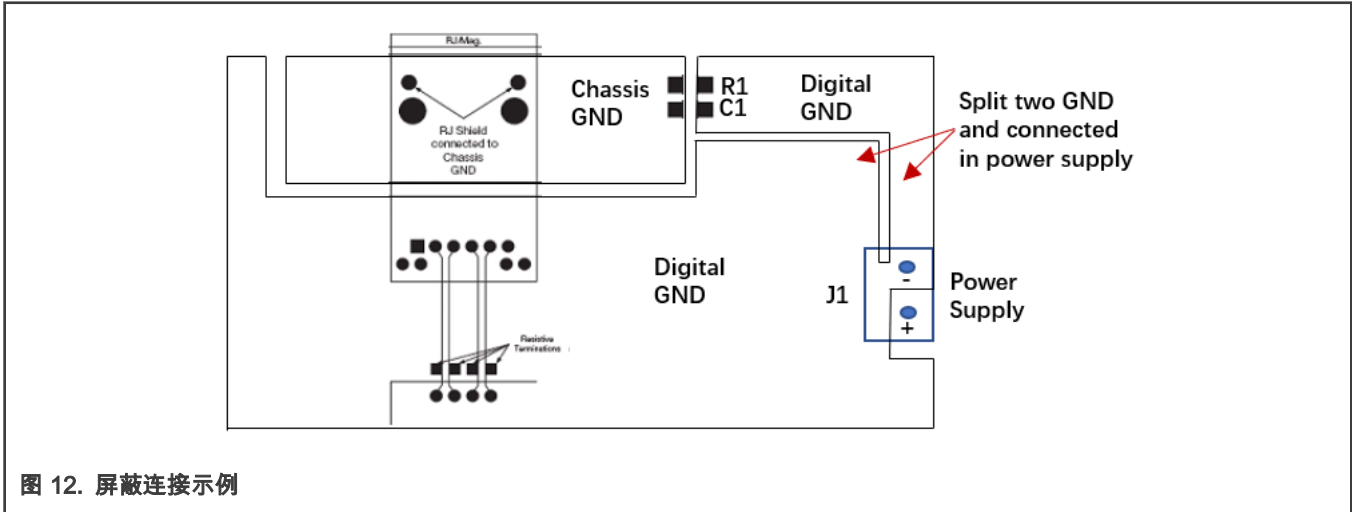 RJ/Mag.
Chassis
GND
R1
C1
Digital
GND
Split two GND
and connected
in power supply
RJ Shield
connected to
Chassis
GND
Digital
GND
J1
-
+
Power
Supply
Resistive
Terminations
图 12. 屏蔽连接示例